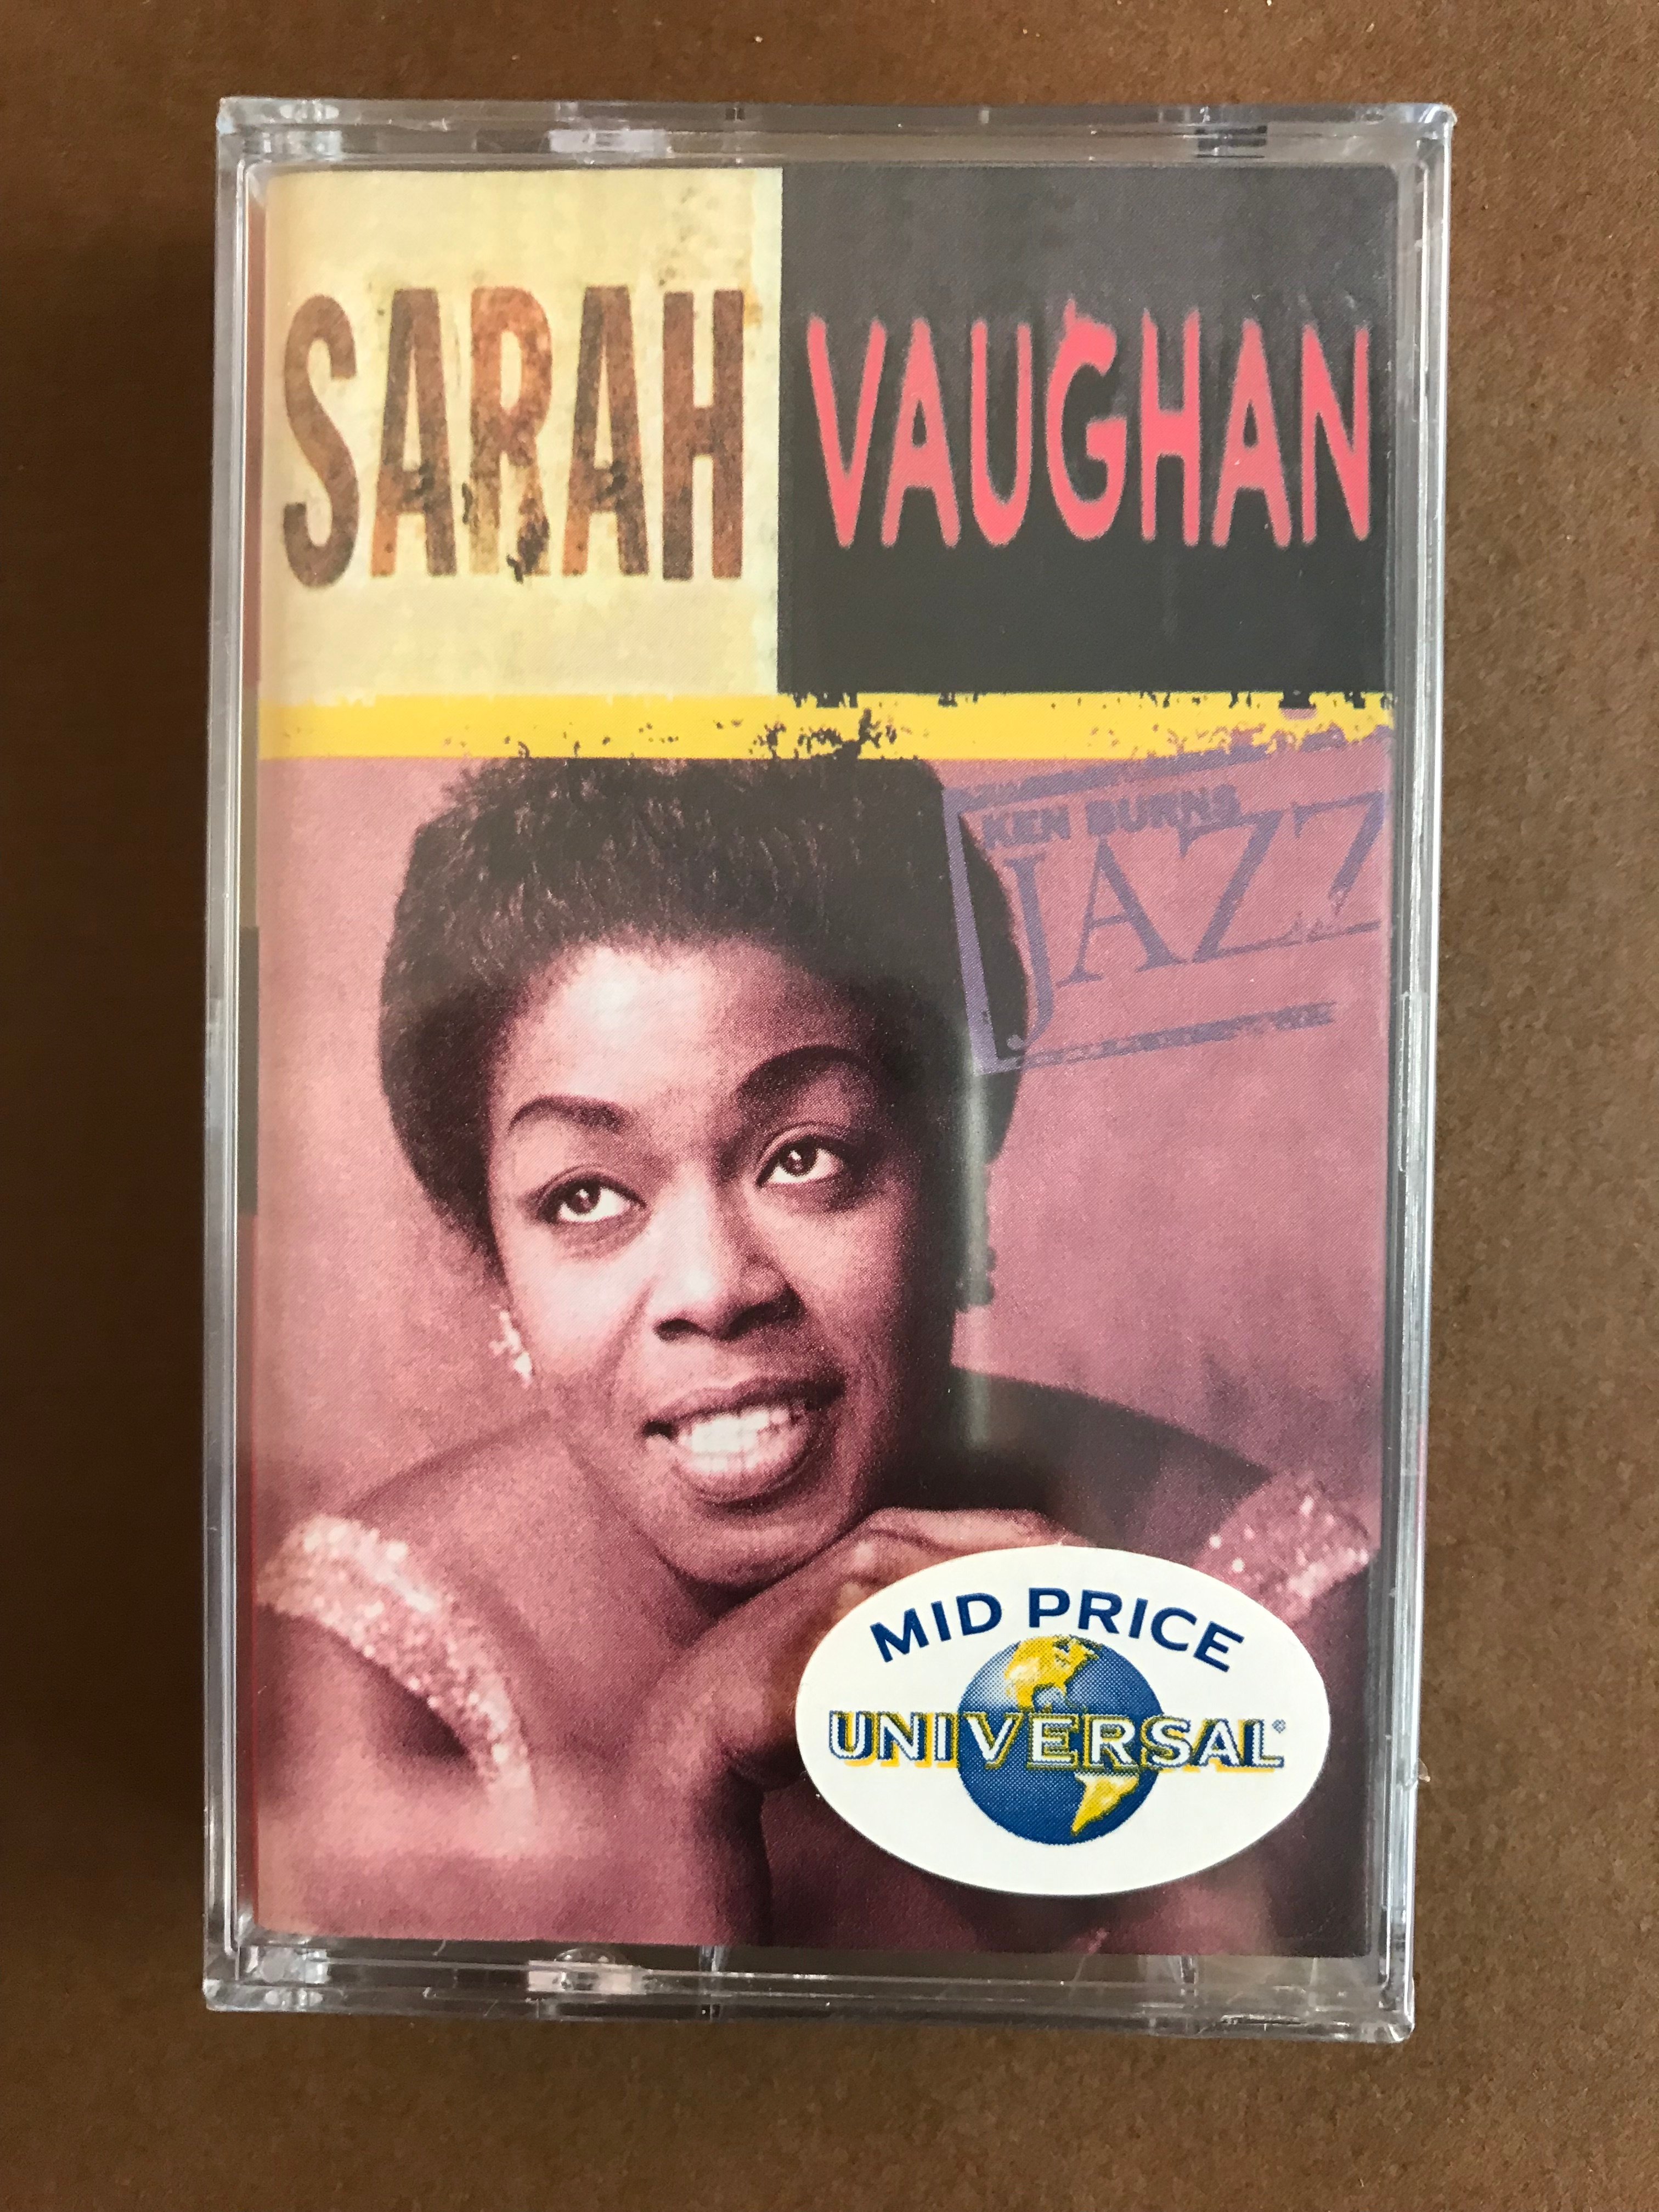 SARAH
VAUGHAN
KEN BURNS
JAZZ
MID PRICE
UNIVERSAL®